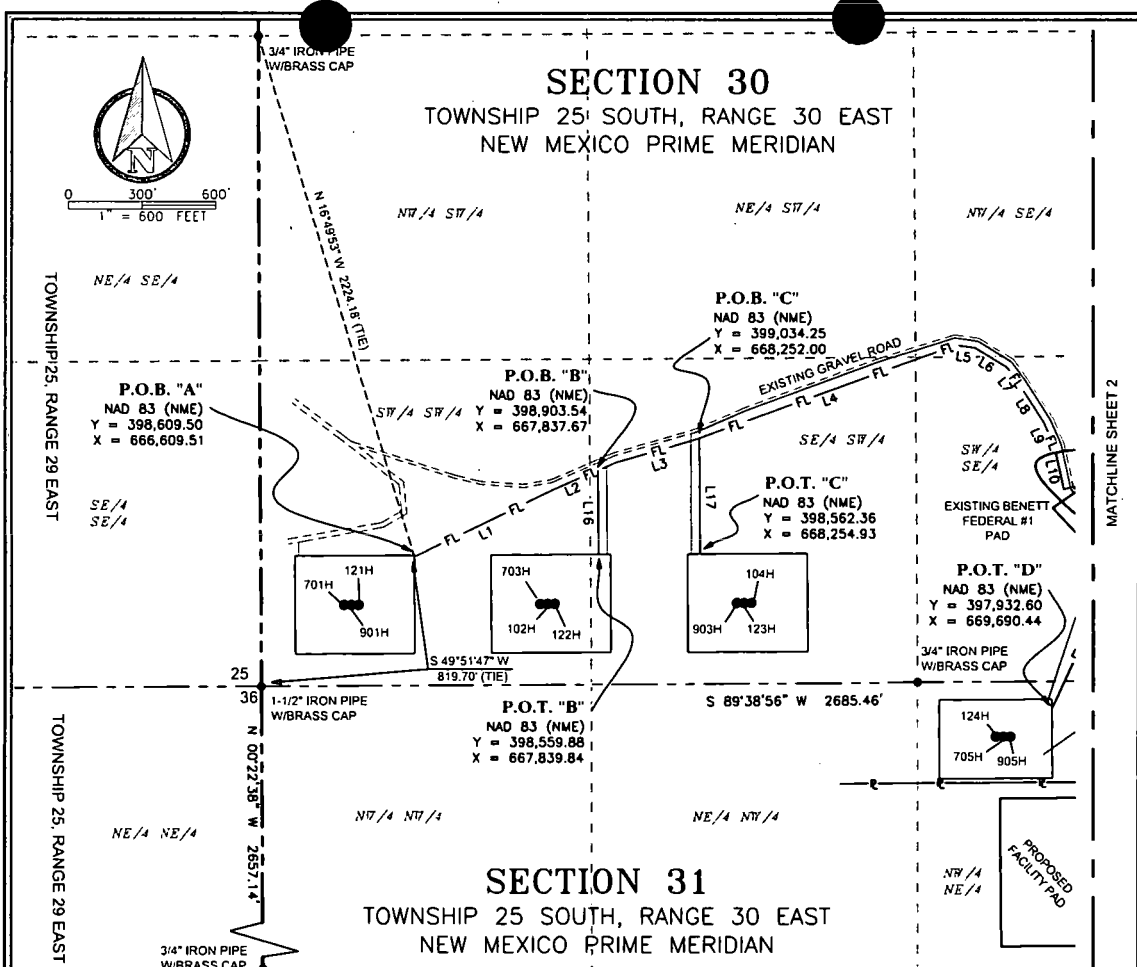 3/4" IRON PIPE
W/BRASS CAP
SECTION 30
TOWNSHIP 25 SOUTH, RANGE 30 EAST
NEW MEXICO PRIME MERIDIAN
N
0 300' 600'
1" = 600 FEET
N 16°49'53" W 2224.18' (TIE)
NW/4 SW/4
NE/4 SW/4
NW/4 SE/4
NE/4 SE/4
TOWNSHIP 25, RANGE 29 EAST
P.O.B. "C"
NAD 83 (NME)
Y = 399,034.25
X = 668,252.00
EXISTING GRAVEL ROAD
P.O.B. "A"
NAD 83 (NME)
Y = 398,609.50
X = 666,609.51
P.O.B. "B"
NAD 83 (NME)
Y = 398,903.54
X = 667,837.67
SW/4 SW/4
SE/4 SW/4
SW/4
SE/4
SE/4
SE/4
FL
L1
FL
L2
FL
L3
FL
FL
L4
FL
FL
L5
L6
FL
L7
L8
L9
FL
L10
L16
L17
MATCHLINE SHEET 2
P.O.T. "C"
NAD 83 (NME)
Y = 398,562.36
X = 668,254.93
EXISTING BENETT
FEDERAL #1
PAD
P.O.T. "D"
NAD 83 (NME)
Y = 397,932.60
X = 669,690.44
3/4" IRON PIPE
W/BRASS CAP
701H
121H
901H
703H
102H
122H
104H
903H
123H
S 49°51'47" W
819.70' (TIE)
25
36
1-1/2" IRON PIPE
W/BRASS CAP
S 89°38'56" W 2685.46'
P.O.T. "B"
NAD 83 (NME)
Y = 398,559.88
X = 667,839.84
124H
705H
905H
N 00°22'38" W 2657.14'
TOWNSHIP 25, RANGE 29 EAST
NE/4 NE/4
NW/4 NW/4
NE/4 NW/4
NW/4
NE/4
PROPOSED
FACILITY PAD
SECTION 31
TOWNSHIP 25 SOUTH, RANGE 30 EAST
NEW MEXICO PRIME MERIDIAN
3/4" IRON PIPE
W/BRASS CAP